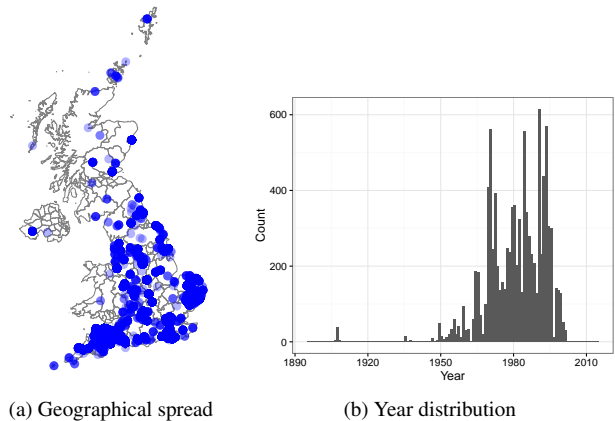 600
400
200
0
Count
1890 1920 1950 1980 2010
Year
(a) Geographical spread
(b) Year distribution